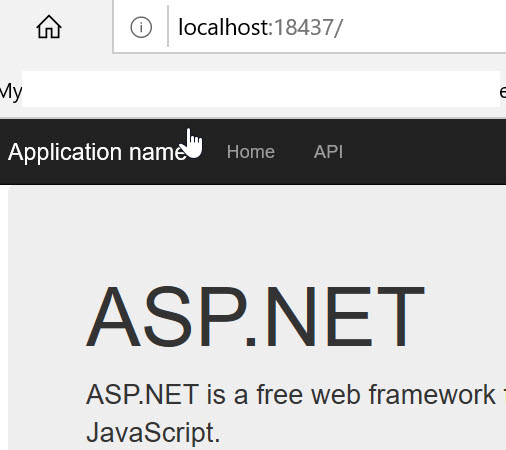 localhost:18437/
My
Application name Home API
ASP.NET
ASP.NET is a free web framework
JavaScript.